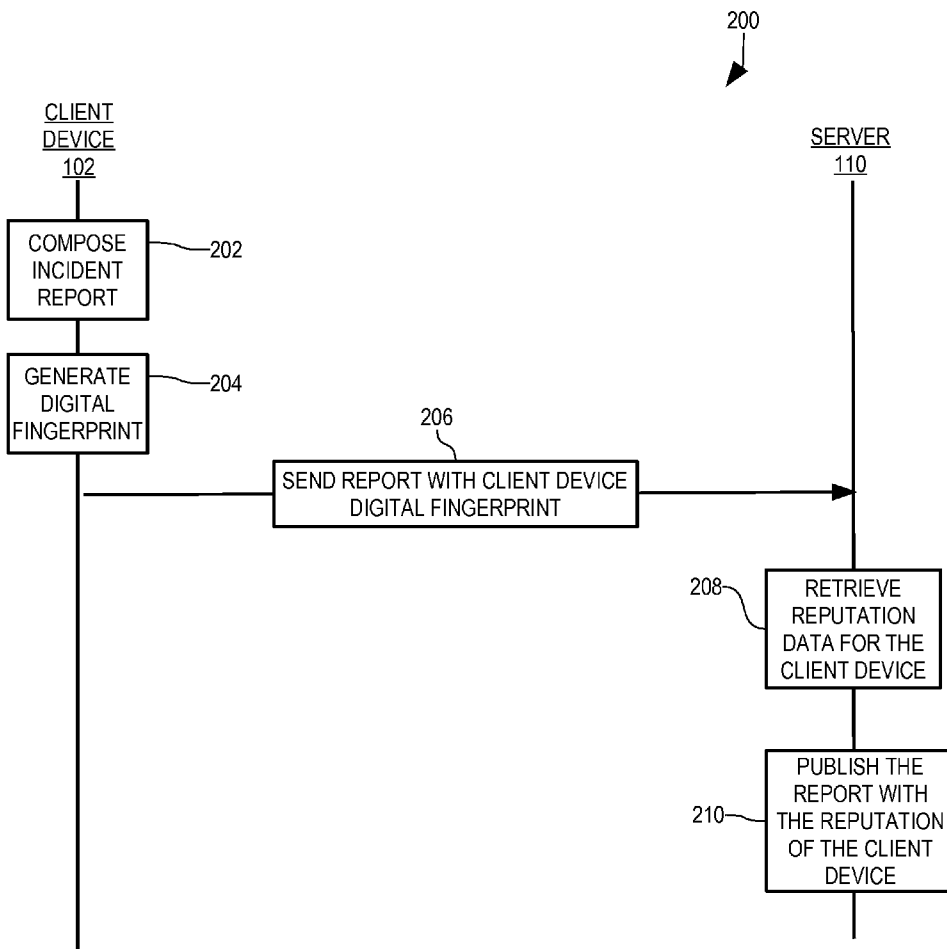 200
CLIENT
DEVICE
102
SERVER
110
COMPOSE
INCIDENT
REPORT
202
GENERATE
DIGITAL
FINGERPRINT
204
206
SEND REPORT WITH CLIENT DEVICE
DIGITAL FINGERPRINT
208
RETRIEVE
REPUTATION
DATA FOR THE
CLIENT DEVICE
210
PUBLISH THE
REPORT WITH
THE REPUTATION
OF THE CLIENT
DEVICE